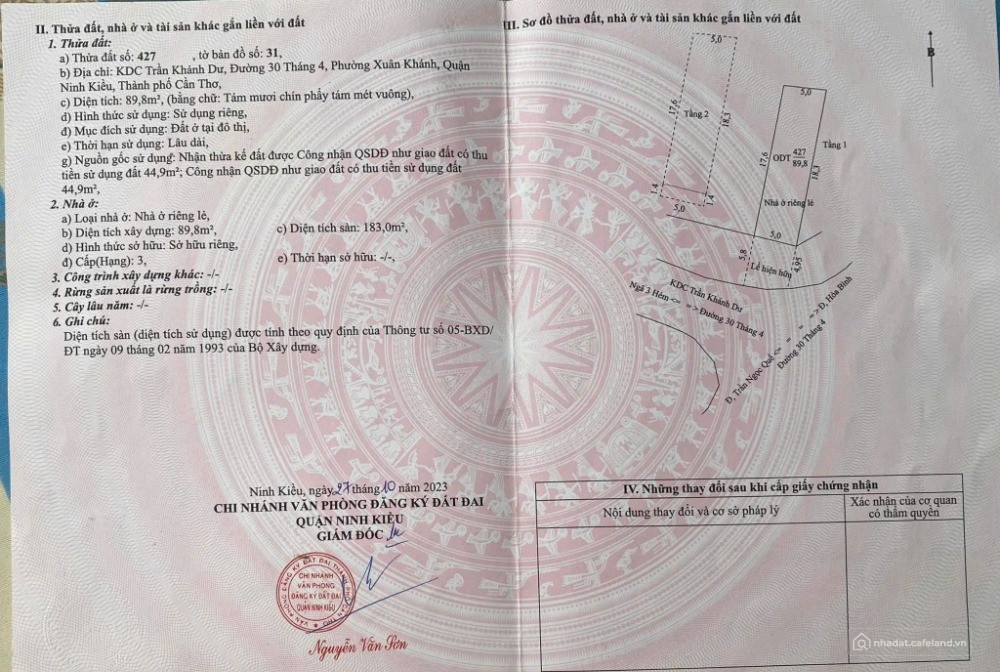 II. Thửa đất, nhà ở và tài sản khác gắn liền với đất
1. Thửa đất:
a) Thửa đất số: 427 , tờ bản đồ số: 31,
b) Địa chỉ: KDC Trần Khánh Dư, Đường 30 Tháng 4, Phường Xuân Khánh, Quận
Ninh Kiều, Thành phố Cần Thơ,
c) Diện tích: 89,8m², (bằng chữ: Tám mươi chín phẩy tám mét vuông),
d) Hình thức sử dụng: Sử dụng riêng,
đ) Mục đích sử dụng: Đất ở tại đô thị,
e) Thời hạn sử dụng: Lâu dài,
g) Nguồn gốc sử dụng: Nhận thừa kế đất được Công nhận QSDĐ như giao đất có thu
tiền sử dụng đất 44,9m²; Công nhận QSDĐ như giao đất có thu tiền sử dụng đất
44,9m²,
2. Nhà ở:
a) Loại nhà ở: Nhà ở riêng lẻ,
b) Diện tích xây dựng: 89,8m², c) Diện tích sàn: 183,0m²,
d) Hình thức sở hữu: Sở hữu riêng,
đ) Cấp(Hạng): 3, e) Thời hạn sở hữu: -/-,
3. Công trình xây dựng khác: -/-
4. Rừng sản xuất là rừng trồng: -/-
5. Cây lâu năm: -/-
6. Ghi chú:
Diện tích sàn (diện tích sử dụng) được tính theo quy định của Thông tư số 05-BXD/
ĐT ngày 09 tháng 02 năm 1993 của Bộ Xây dựng.
Ninh Kiều, ngày 27 tháng 10 năm 2023
CHI NHÁNH VĂN PHÒNG ĐĂNG KÝ ĐẤT ĐAI
QUẬN NINH KIỀU
GIÁM ĐỐC
CHI NHÁNH
VĂN PHÒNG
ĐĂNG KÝ ĐẤT ĐAI
QUẬN NINH KIỀU
Nguyễn Văn Sơn
III. Sơ đồ thửa đất, nhà ở và tài sản khác gắn liền với đất
B
5,0
17,6
Tầng 2
18,3
1.4
1.4
5,0
5,0
Tầng 1
17,6
ODT 427
89,8
18,3
Nhà ở riêng lẻ
5,0
5,8
Lề hiện hữu
4,93
KDC Trần Khánh Dư
Ngã 3 Hẻm <= = > Đường 30 Tháng 4
Đ, Trần Ngọc Quế <= = = > Đ, Hòa Bình
Đường 30 Tháng 4
IV. Những thay đổi sau khi cấp giấy chứng nhận
Nội dung thay đổi và cơ sở pháp lý
Xác nhận của cơ quan
có thẩm quyền
nhadat.cafeland.vn